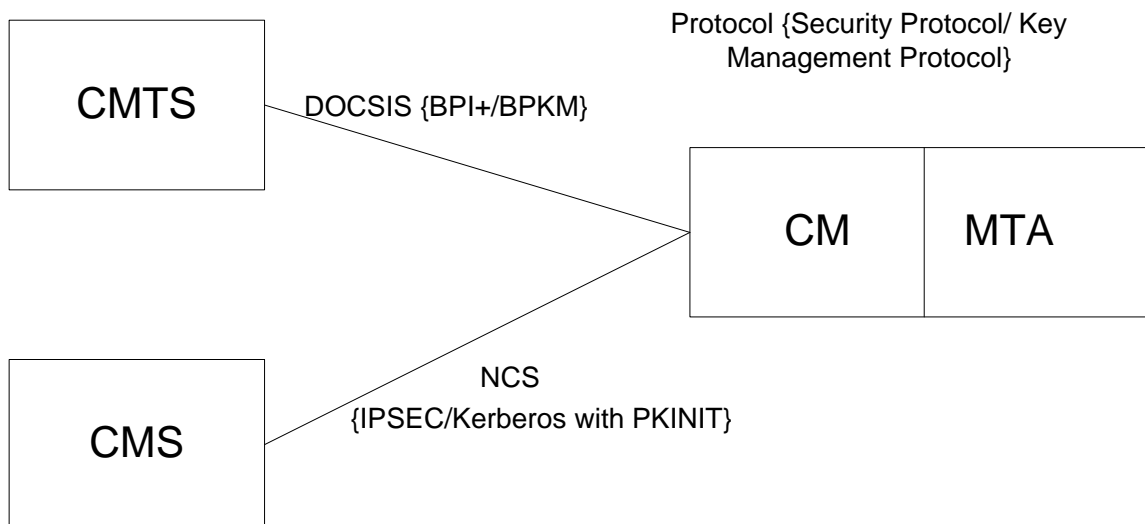 Protocol {Security Protocol/ Key
Management Protocol}
CMTS
DOCSIS {BPI+/BPKM}
CM
MTA
NCS
{IPSEC/Kerberos with PKINIT}
CMS